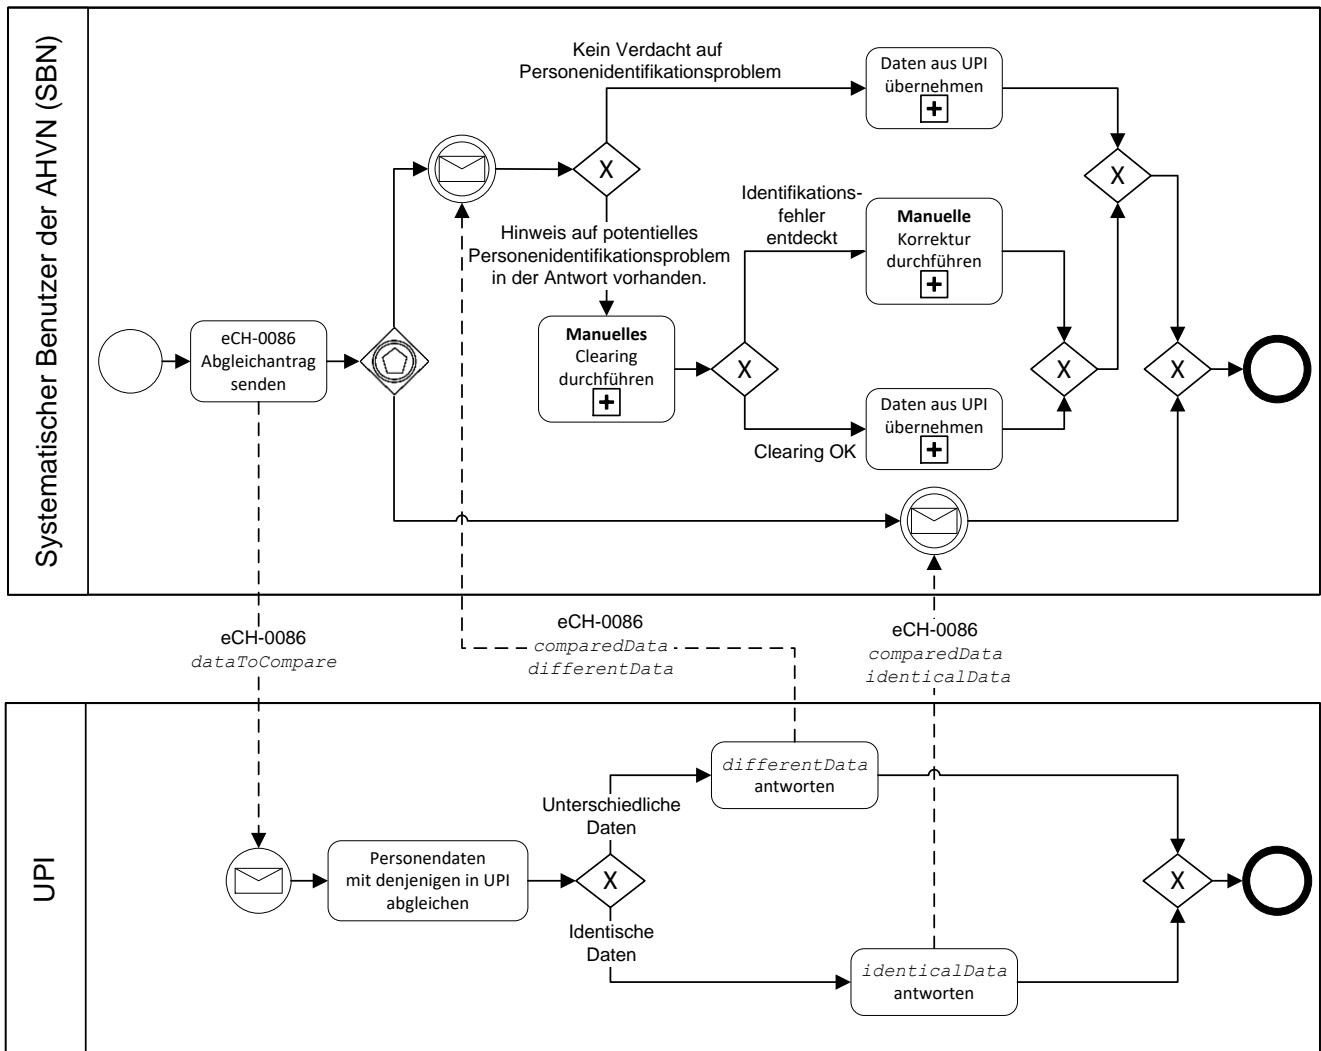 Systematischer Benutzer der AHVN (SBN)
Kein Verdacht auf
Personenidentifikationsproblem
Daten aus UPI
übernehmen
X
X
Identifikations-
fehler
entdeckt
Manuelle
Korrektur
durchführen
Hinweis auf potentielles
Personenidentifikationsproblem
in der Antwort vorhanden.
eCH-0086
Abgleichantrag
senden
Manuelles
Clearing
durchführen
X
X
X
Daten aus UPI
übernehmen
Clearing OK
eCH-0086
dataToCompare
eCH-0086
comparedData
differentData
eCH-0086
comparedData
identicalData
UPI
differentData
antworten
Unterschiedliche
Daten
Personendaten
mit denjenigen in UPI
abgleichen
X
X
Identische
Daten
identicalData
antworten